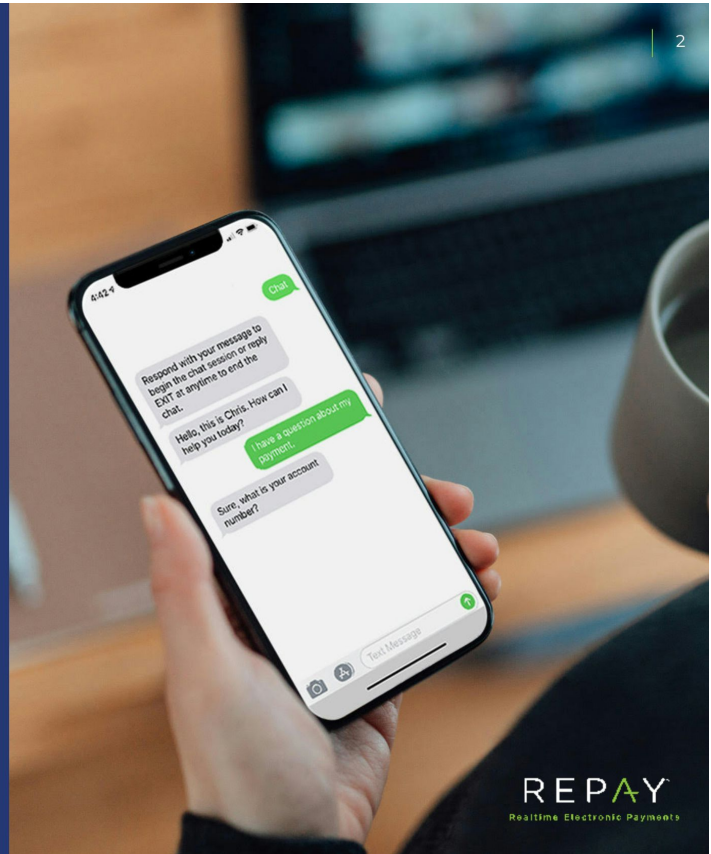 2
4:42
Chat
Respond with your message to
begin the chat session or reply
EXIT at anytime to end the
chat.
Hello, this is Chris. How can I
help you today?
I have a question about my
payment.
Sure, what is your account
number?
Text Message
REPAY
Realtime Electronic Payments